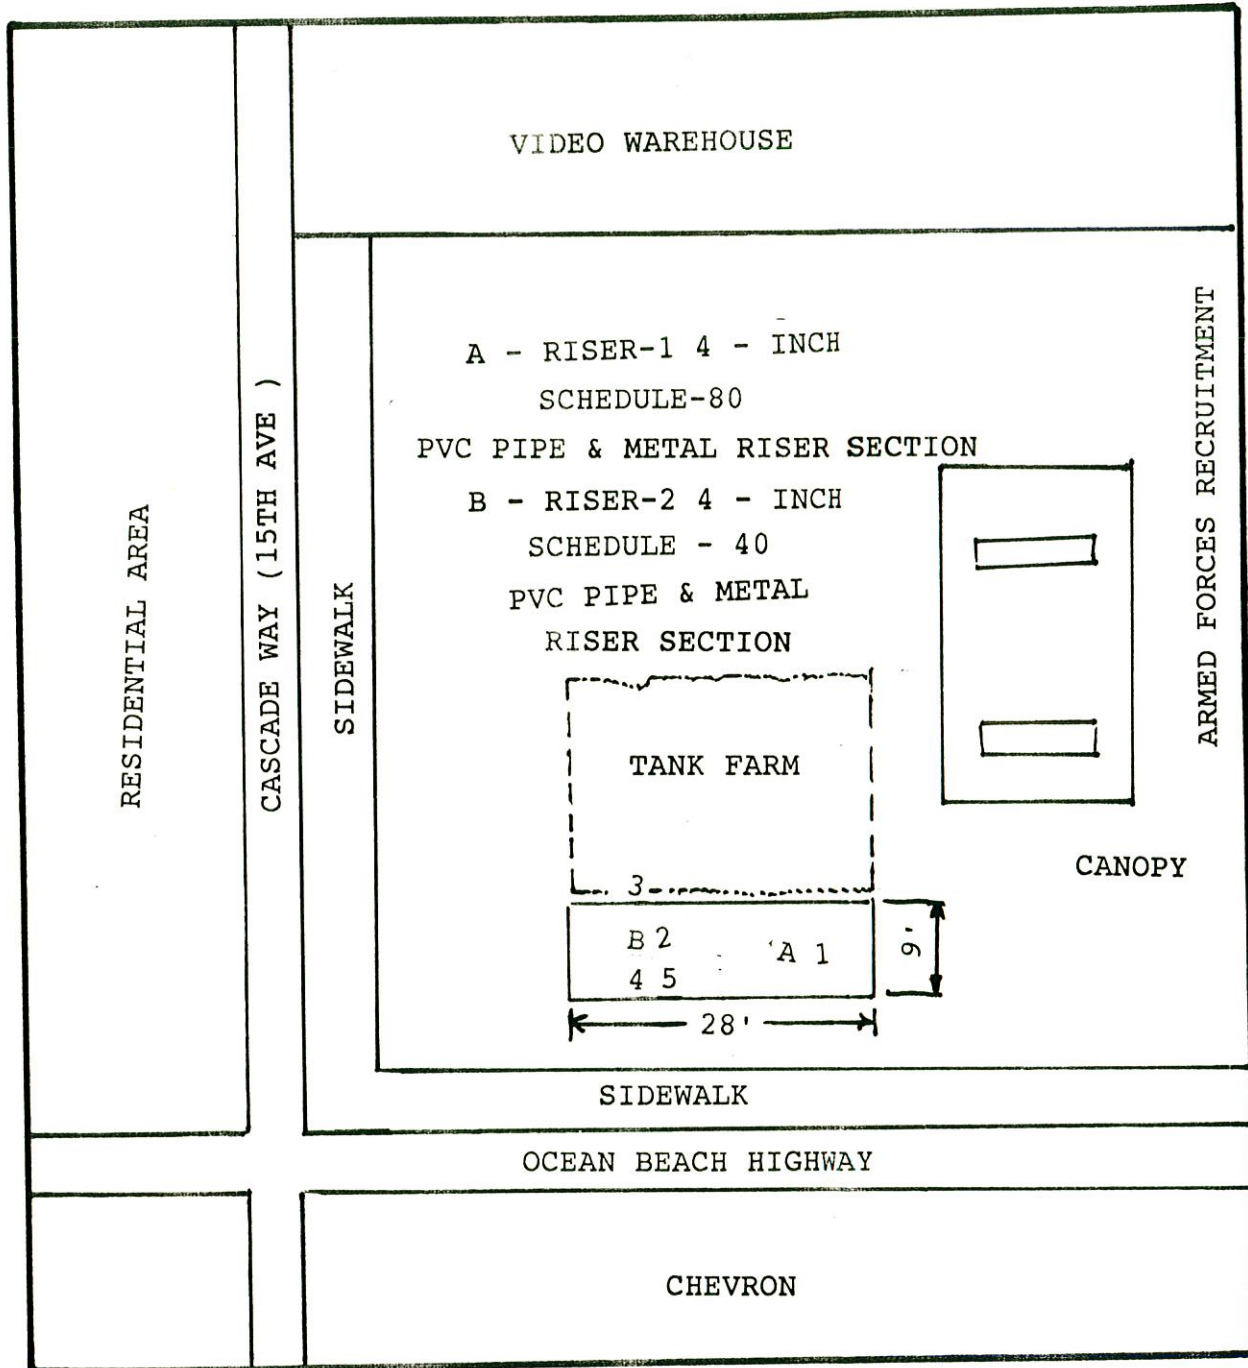 VIDEO WAREHOUSE
A - RISER-1 4 - INCH
SCHEDULE-80
PVC PIPE & METAL RISER SECTION
B - RISER-2 4 - INCH
SCHEDULE - 40
PVC PIPE & METAL
RISER SECTION
RESIDENTIAL AREA
CASCADE WAY (15TH AVE )
SIDEWALK
ARMED FORCES RECRUITMENT
TANK FARM
CANOPY
3
B 2
A 1
4 5
9'
28'
SIDEWALK
OCEAN BEACH HIGHWAY
CHEVRON